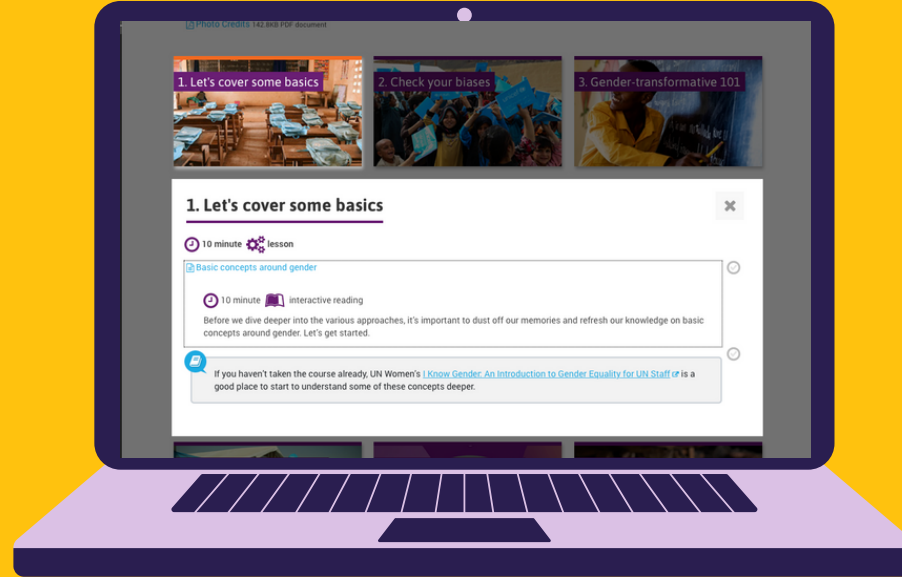 Photo Credits 142.8KB PDF document
1. Let's cover some basics
2. Check your biases
3. Gender-transformative 101
1. Let's cover some basics
10 minute lesson
Basic concepts around gender
10 minute interactive reading
Before we dive deeper into the various approaches, it's important to dust off our memories and refresh our knowledge on basic
concepts around gender. Let's get started.
If you haven't taken the course already, UN Women's I Know Gender: An Introduction to Gender Equality for UN Staff is a
good place to start to understand some of these concepts deeper.